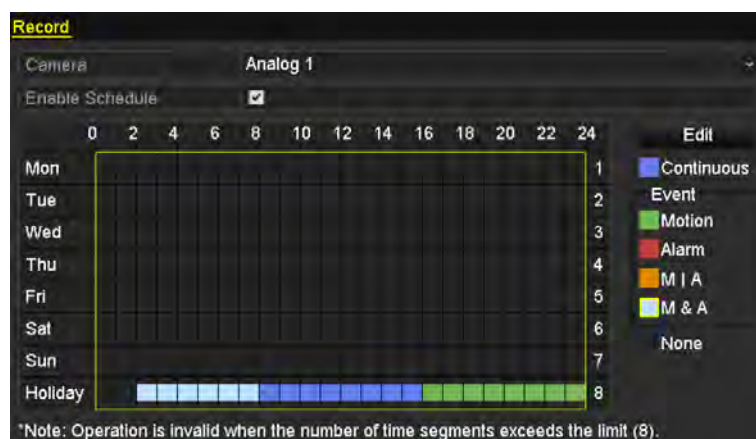 Record
Camera Analog 1
Enable Schedule
0 2 4 6 8 10 12 14 16 18 20 22 24 Edit
Mon 1 Continuous
Tue 2 Event
Wed 3 Motion
Thu 4 Alarm
Fri 5 M | A
Sat 6 M & A
Sun 7 None
Holiday 8
*Note: Operation is invalid when the number of time segments exceeds the limit (8).